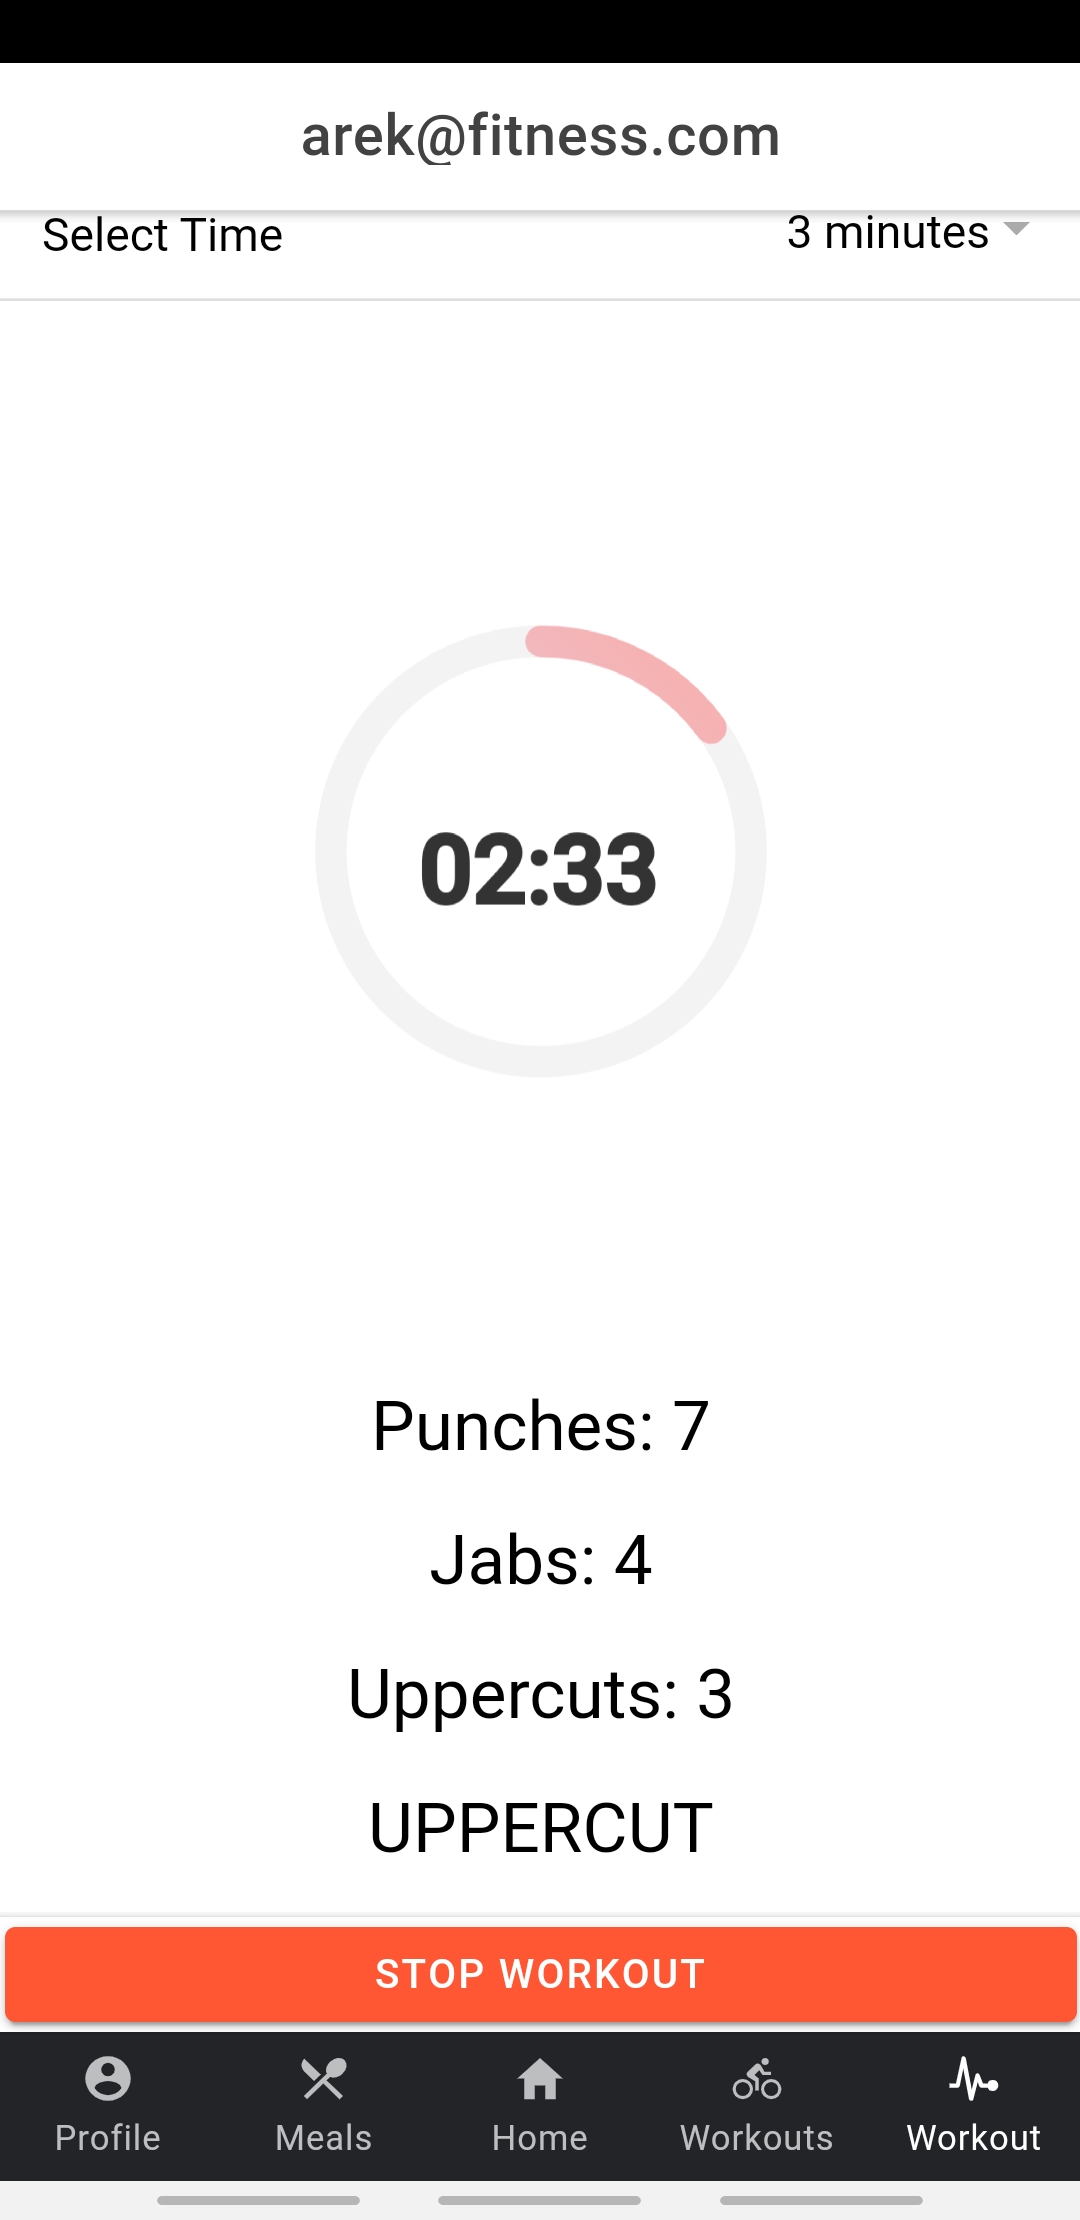 arek@fitness.com
Select Time 3 minutes
02:33
Punches: 7
Jabs: 4
Uppercuts: 3
UPPERCUT
STOP WORKOUT
Profile Meals Home Workouts Workout